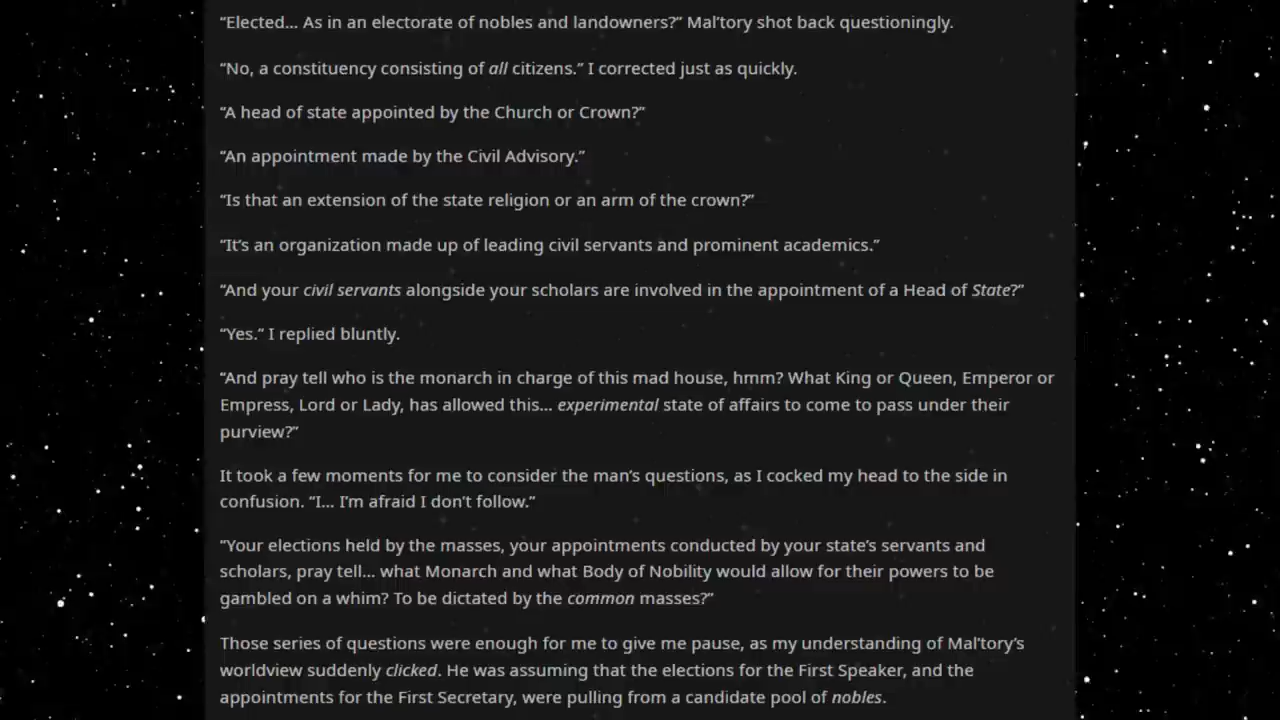 “Elected... As in an electorate of nobles and landowners?” Mal’tory shot back questioningly.
“No, a constituency consisting of all citizens.” I corrected just as quickly.
“A head of state appointed by the Church or Crown?”
“An appointment made by the Civil Advisory.”
“Is that an extension of the state religion or an arm of the crown?”
“It’s an organization made up of leading civil servants and prominent academics.”
“And your civil servants alongside your scholars are involved in the appointment of a Head of State?”
“Yes.” I replied bluntly.
“And pray tell who is the monarch in charge of this mad house, hmm? What King or Queen, Emperor or
Empress, Lord or Lady, has allowed this... experimental state of affairs to come to pass under their
purview?”
It took a few moments for me to consider the man’s questions, as I cocked my head to the side in
confusion. “I... I’m afraid I don’t follow.”
“Your elections held by the masses, your appointments conducted by your state’s servants and
scholars, pray tell... what Monarch and what Body of Nobility would allow for their powers to be
gambled on a whim? To be dictated by the common masses?”
Those series of questions were enough for me to give me pause, as my understanding of Mal’tory’s
worldview suddenly clicked. He was assuming that the elections for the First Speaker, and the
appointments for the First Secretary, were pulling from a candidate pool of nobles.